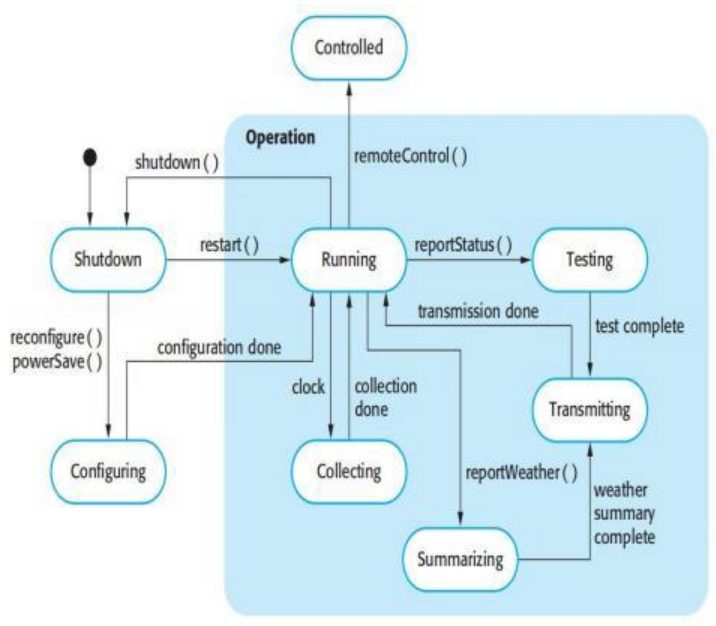 Controlled
Operation
shutdown ( )
remoteControl ( )
Shutdown
restart ( )
Running
reportStatus ( )
Testing
reconfigure ( )
powerSave ( )
configuration done
transmission done
test complete
clock
collection
done
Transmitting
Configuring
Collecting
reportWeather ( )
weather
summary
complete
Summarizing